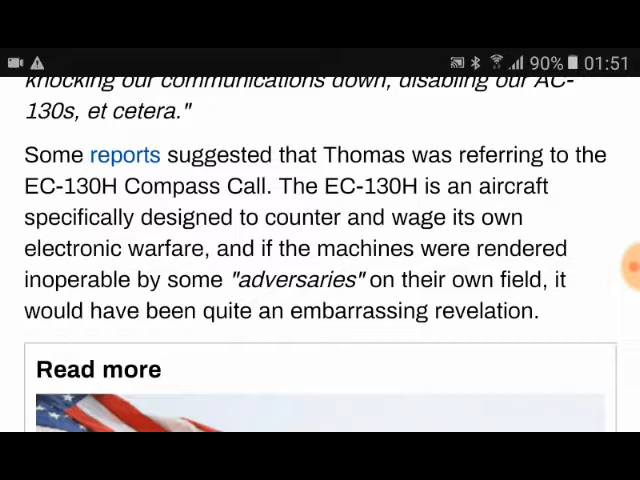 90% 01:51
knocking our communications down, disabling our AC-
130s, et cetera."
Some reports suggested that Thomas was referring to the
EC-130H Compass Call. The EC-130H is an aircraft
specifically designed to counter and wage its own
electronic warfare, and if the machines were rendered
inoperable by some "adversaries" on their own field, it
would have been quite an embarrassing revelation.
Read more